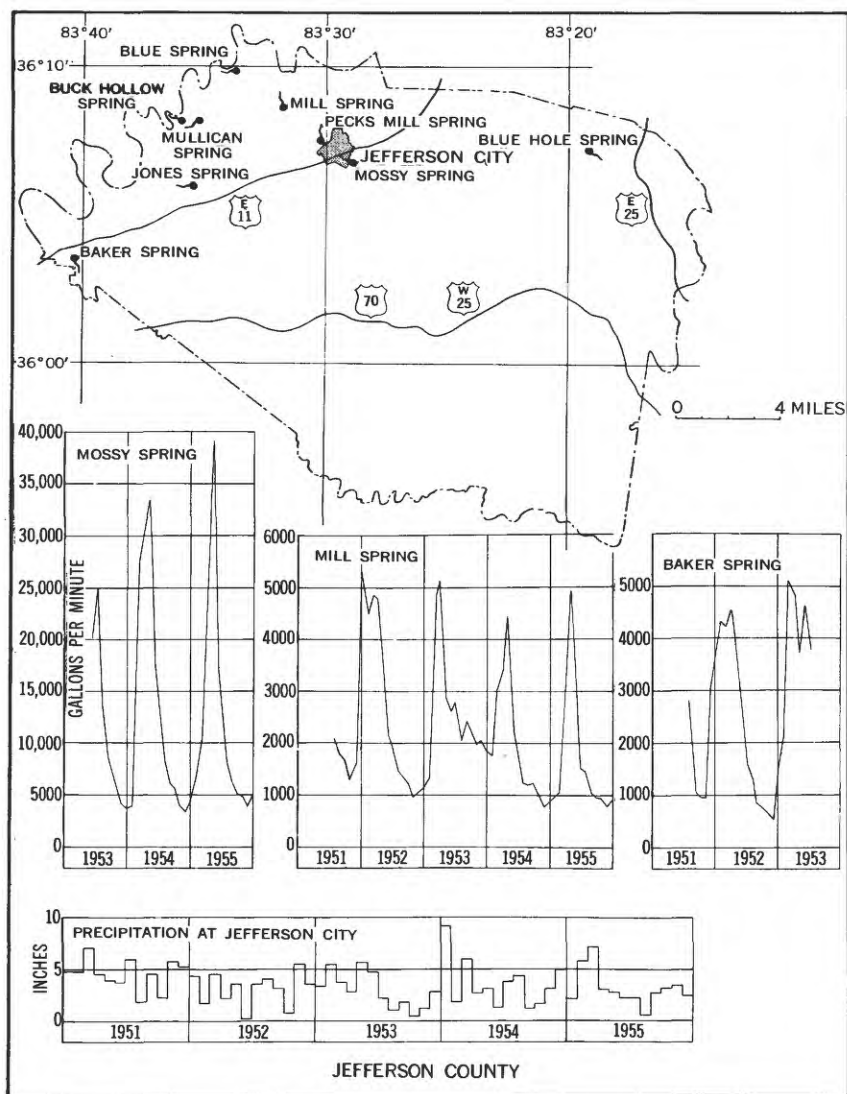 83°40' 83°30' 83°20'
36°10'
BLUE SPRING
BUCK HOLLOW
SPRING
MILL SPRING
PECKS MILL SPRING
MULLICAN
SPRING
BLUE HOLE SPRING
JEFFERSON CITY
MOSSY SPRING
JONES SPRING
E
11
E
25
BAKER SPRING
70
W
25
36°00'
0 4 MILES
40,000
MOSSY SPRING
35,000
30,000
25,000
20,000
15,000
10,000
5000
0
GALLONS PER MINUTE
1953 1954 1955
6000
MILL SPRING
5000
4000
3000
2000
1000
0
1951 1952 1953 1954 1955
BAKER SPRING
5000
4000
3000
2000
1000
0
1951 1952 1953
10
PRECIPITATION AT JEFFERSON CITY
5
0
INCHES
1951 1952 1953 1954 1955
JEFFERSON COUNTY